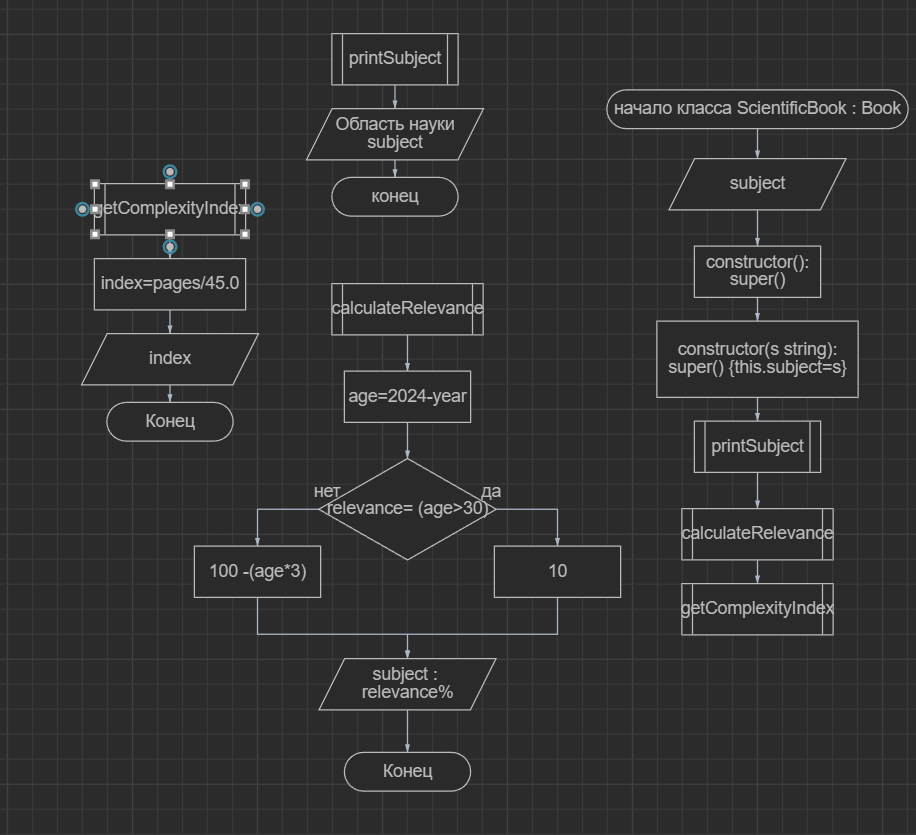 printSubject
Область науки
subject
конец
getComplexityIndex
index=pages/45.0
index
Конец
calculateRelevance
age=2024-year
нет
да
relevance= (age>30)
100 -(age*3)
10
subject :
relevance%
Конец
начало класса ScientificBook : Book
subject
constructor():
super()
constructor(s string):
super() {this.subject=s}
printSubject
calculateRelevance
getComplexityIndex